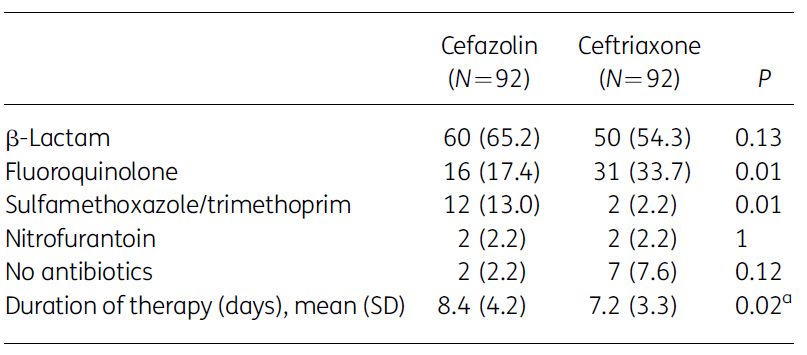 Cefazolin Ceftriaxone
(N=92) (N=92) P
β-Lactam 60 (65.2) 50 (54.3) 0.13
Fluoroquinolone 16 (17.4) 31 (33.7) 0.01
Sulfamethoxazole/trimethoprim 12 (13.0) 2 (2.2) 0.01
Nitrofurantoin 2 (2.2) 2 (2.2) 1
No antibiotics 2 (2.2) 7 (7.6) 0.12
Duration of therapy (days), mean (SD) 8.4 (4.2) 7.2 (3.3) 0.02a